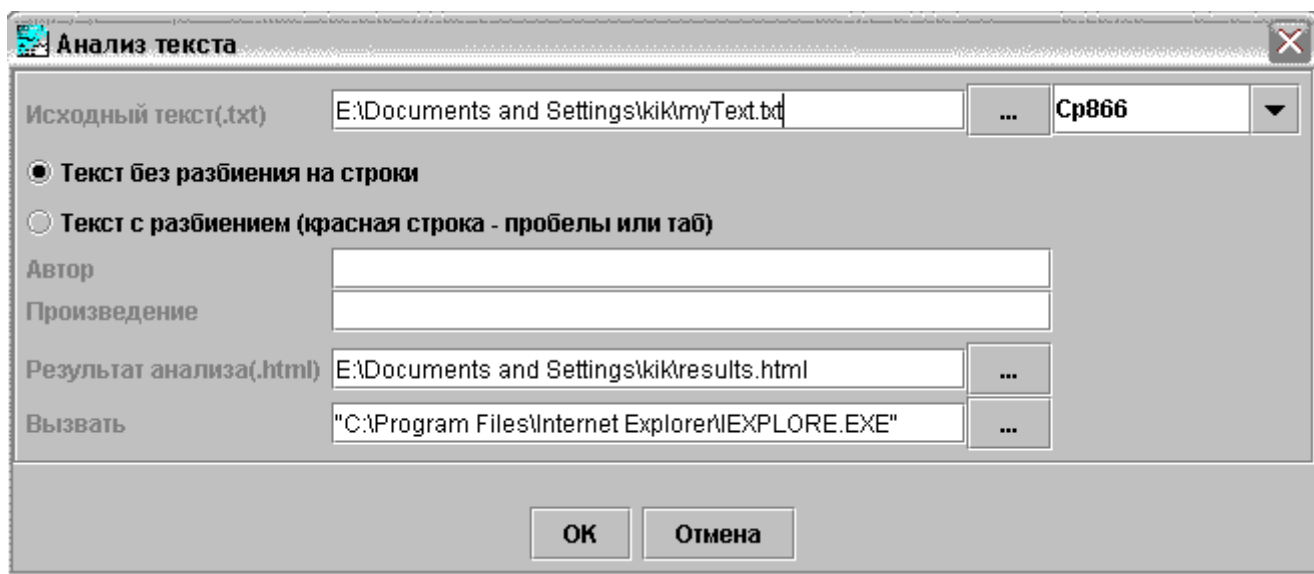 Анализ текста
Исходный текст(.txt) E:\Documents and Settings\kik\myText.txt ... Cp866
Текст без разбиения на строки
Текст с разбиением (красная строка - пробелы или таб)
Автор
Произведение
Результат анализа(.html) E:\Documents and Settings\kik\results.html ...
Вызвать "C:\Program Files\Internet Explorer\IEXPLORE.EXE" ...
OK Отмена